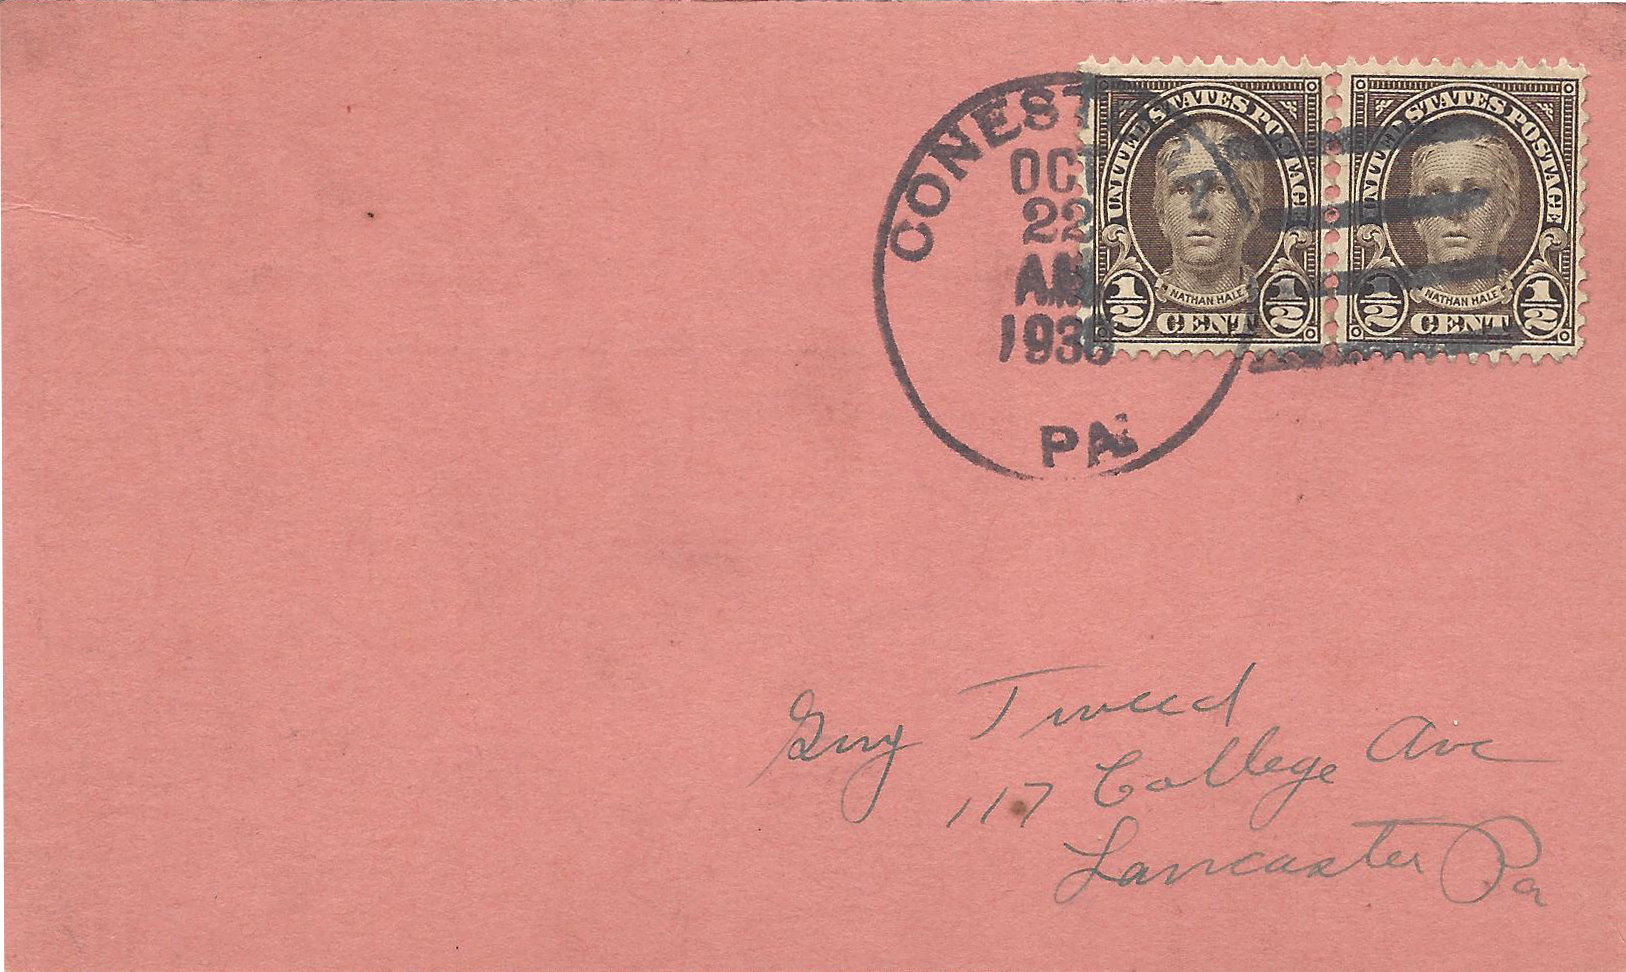 CONEST
OCT
22
AM
1936
PA
UNITED STATES POSTAGE
NATHAN HALE
1/2 CENT 1/2
UNITED STATES POSTAGE
NATHAN HALE
1/2 CENT 1/2
Guy Tweed
117 College Ave
Lancaster Pa